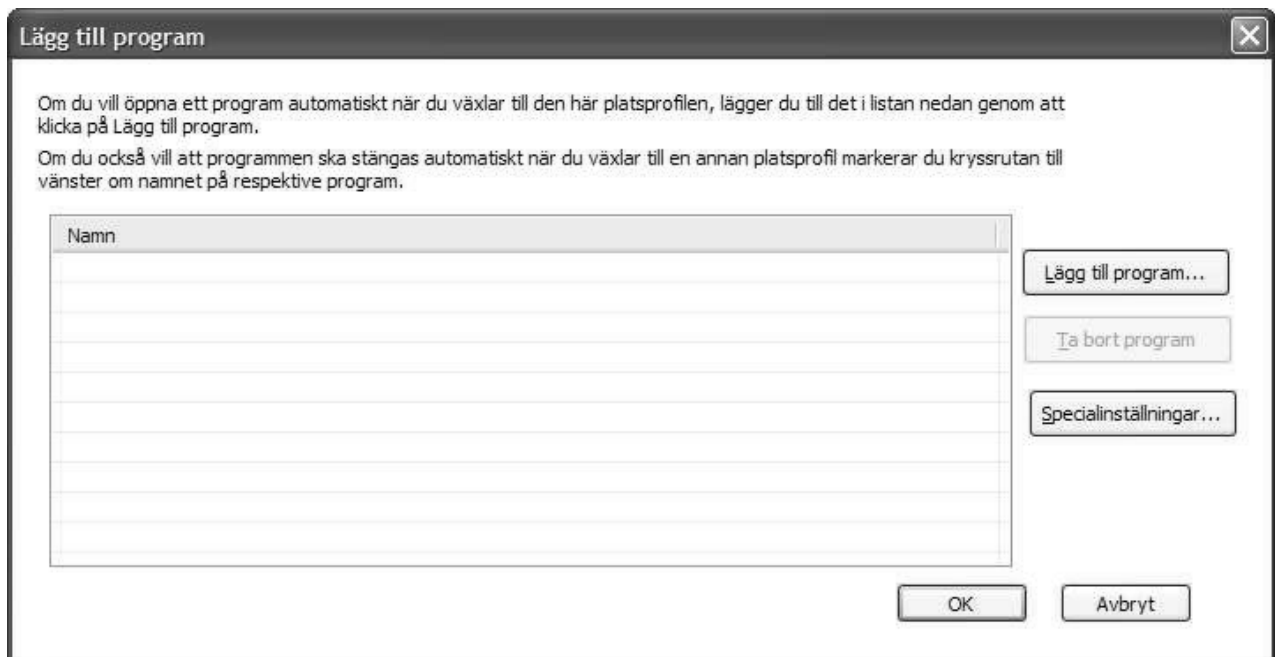 Lägg till program
Om du vill öppna ett program automatiskt när du växlar till den här platsprofilen, lägger du till det i listan nedan genom att
klicka på Lägg till program.
Om du också vill att programmen ska stängas automatiskt när du växlar till en annan platsprofil markerar du kryssrutan till
vänster om namnet på respektive program.
Namn
Lägg till program...
Ta bort program
Specialinställningar...
OK
Avbryt